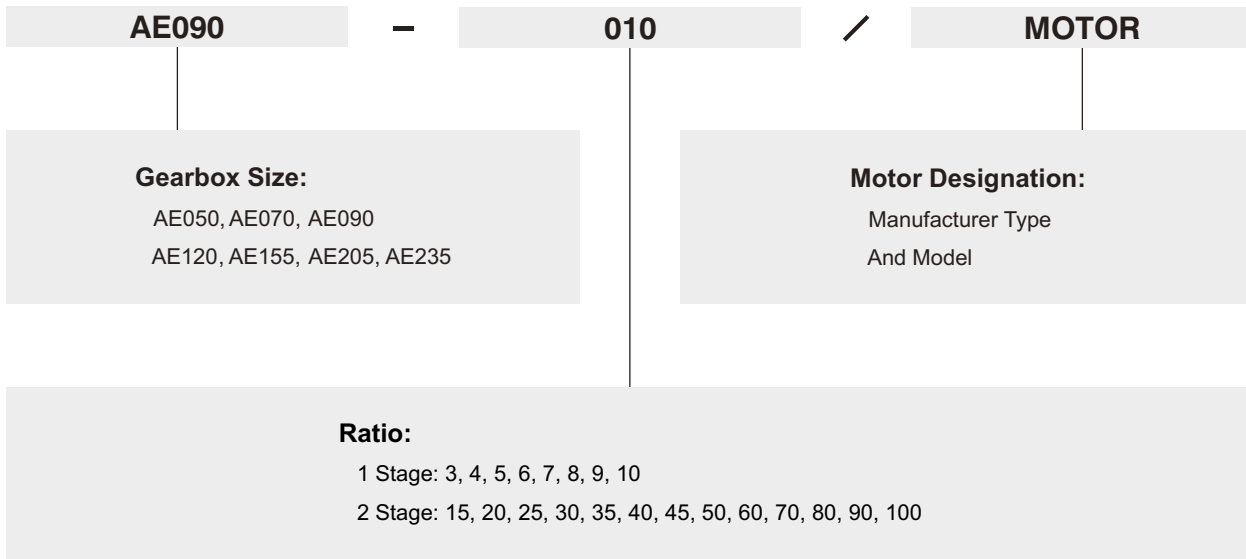 AE090 – 010 / MOTOR
Gearbox Size:
AE050, AE070, AE090
AE120, AE155, AE205, AE235
Motor Designation:
Manufacturer Type
And Model
Ratio:
1 Stage: 3, 4, 5, 6, 7, 8, 9, 10
2 Stage: 15, 20, 25, 30, 35, 40, 45, 50, 60, 70, 80, 90, 100